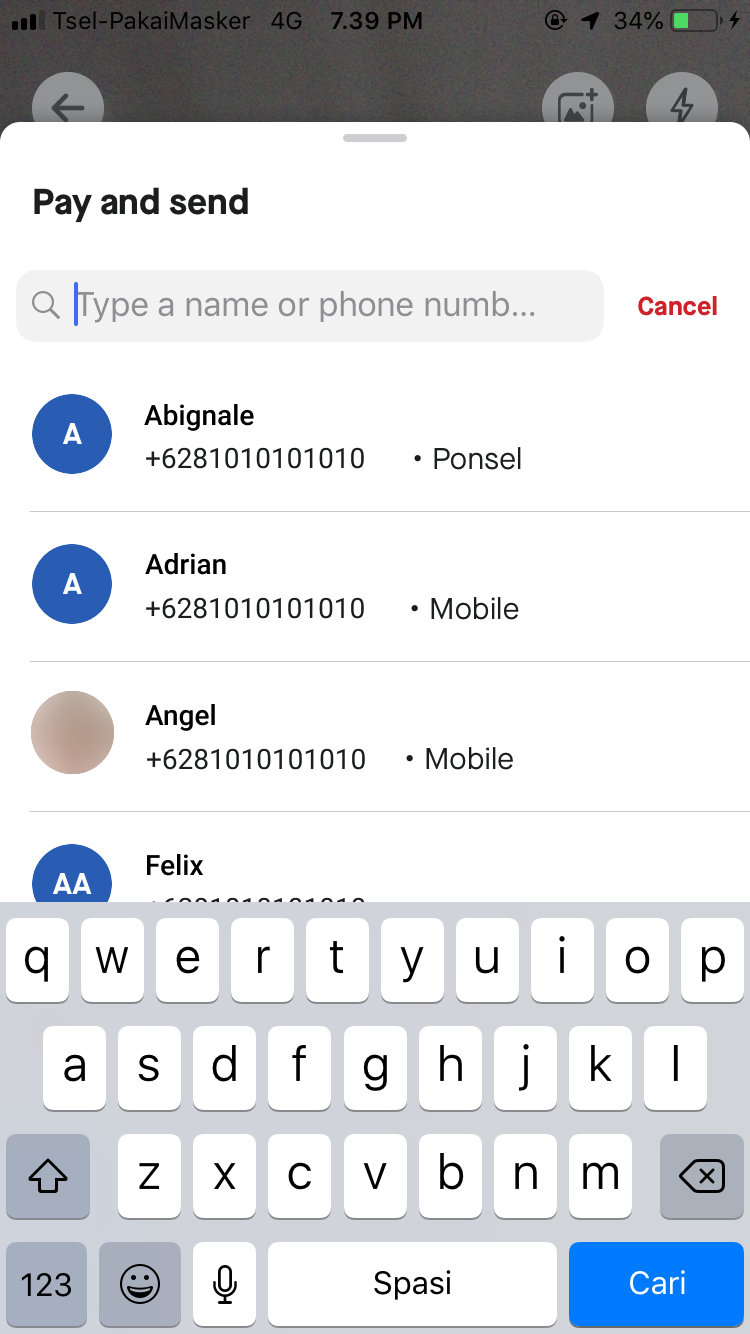 Tsel-PakaiMasker 4G 7.39 PM 34%
Pay and send
Type a name or phone numb...
Cancel
A
Abignale
+6281010101010 • Ponsel
A
Adrian
+6281010101010 • Mobile
Angel
+6281010101010 • Mobile
AA
Felix
q w e r t y u i o p
a s d f g h j k l
z x c v b n m
123 Spasi Cari